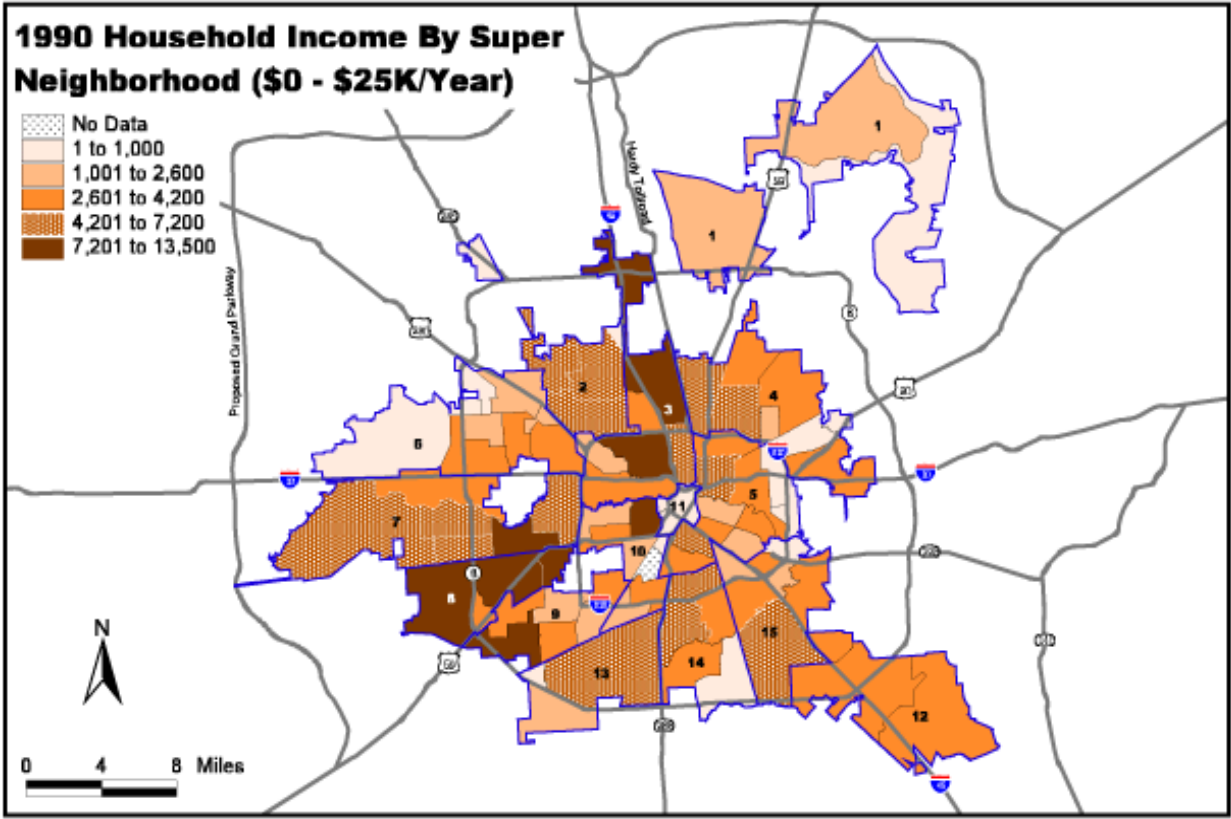 1990 Household Income By Super
Neighborhood ($0 - $25K/Year)
No Data
1 to 1,000
1,001 to 2,600
2,601 to 4,200
4,201 to 7,200
7,201 to 13,500
Hardy Tollroad
Proposed Grand Parkway
1
1
2
3
4
5
6
7
8
9
10
11
12
13
14
15
N
0 4 8 Miles